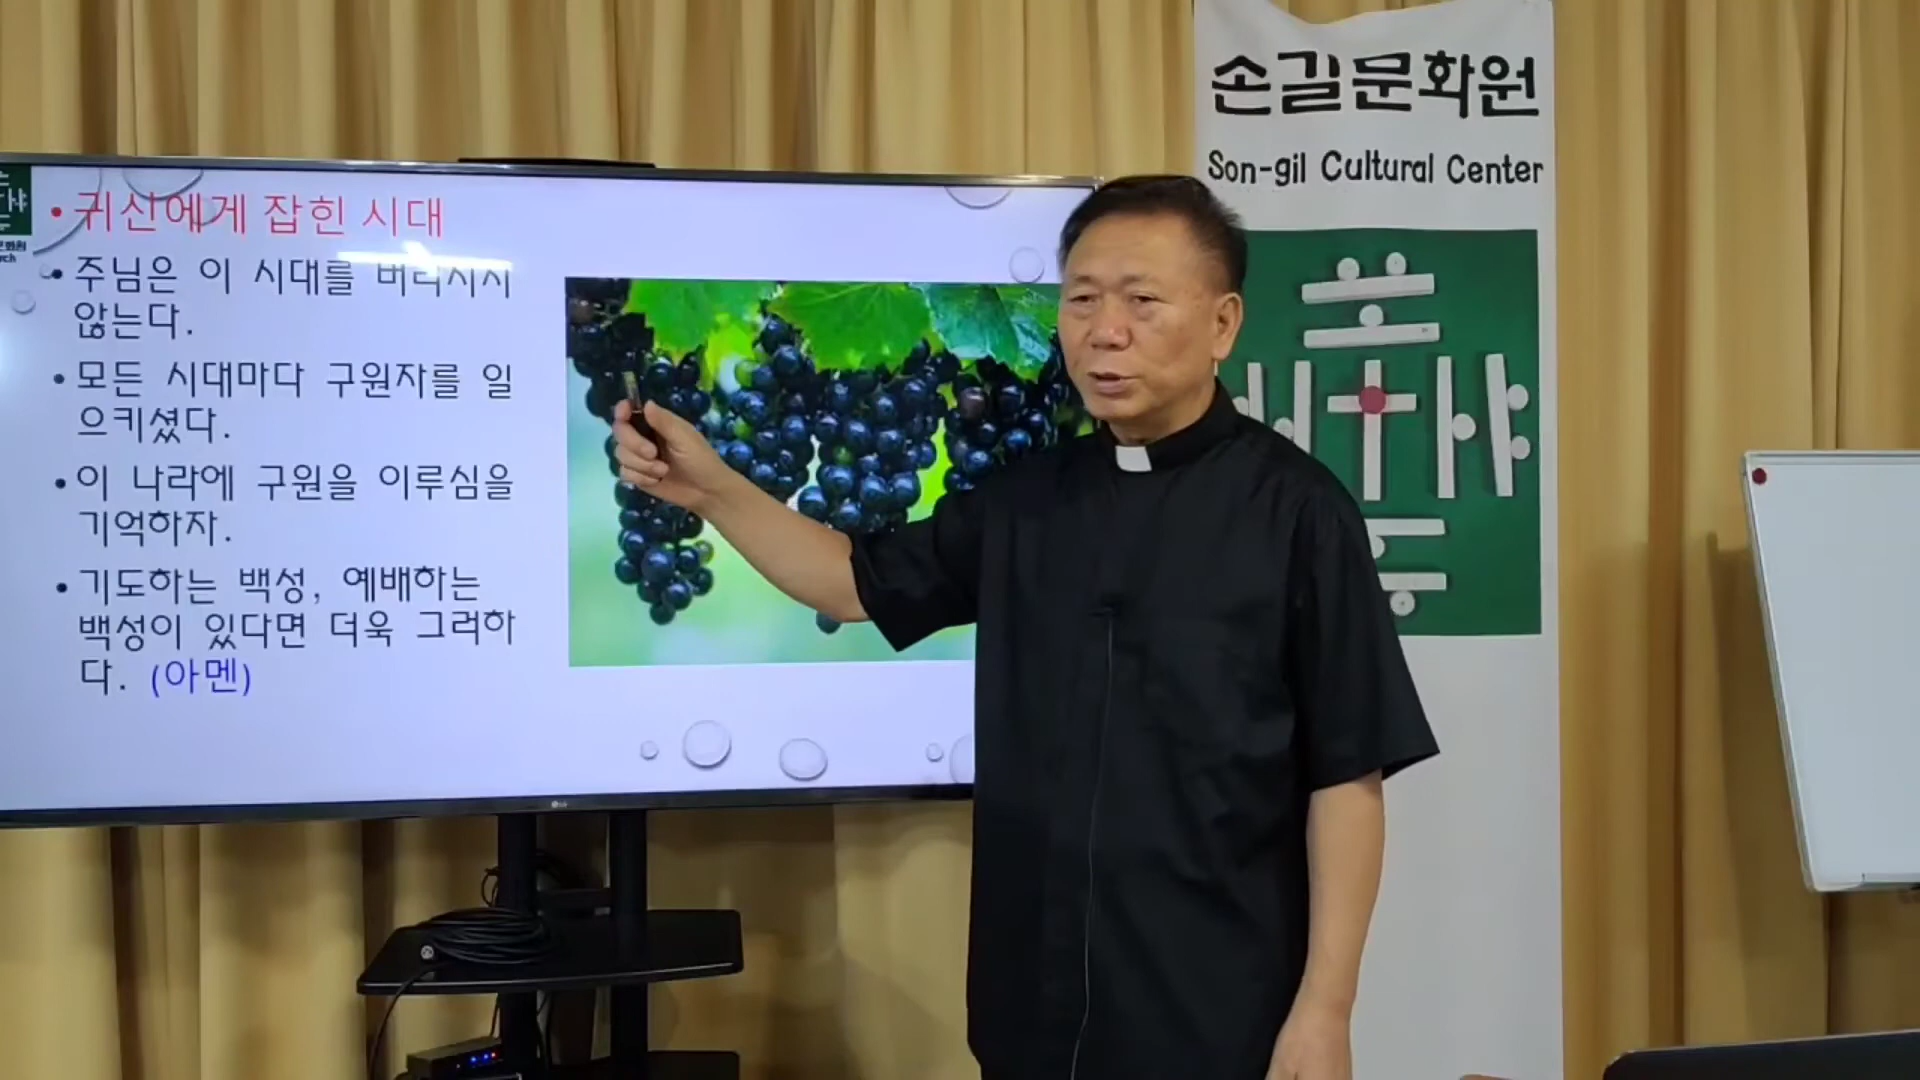 손길문화원
Son-gil Cultural Center
• 귀신에게 잡힌 시대
• 주님은 이 시대를 버리시지
않는다.
• 모든 시대마다 구원자를 일
으키셨다.
• 이 나라에 구원을 이루심을
기억하자.
• 기도하는 백성, 예배하는
백성이 있다면 더욱 그러하
다. (아멘)
LG